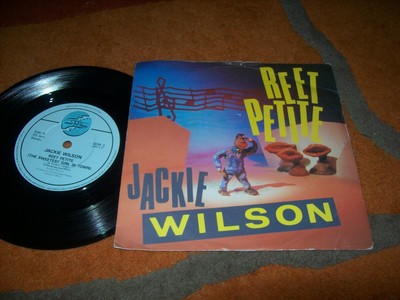 REET
PETITE
JACKIE
WILSON
JACKIE WILSON
REET PETITE
(THE SWEETEST GIRL IN TOWN)